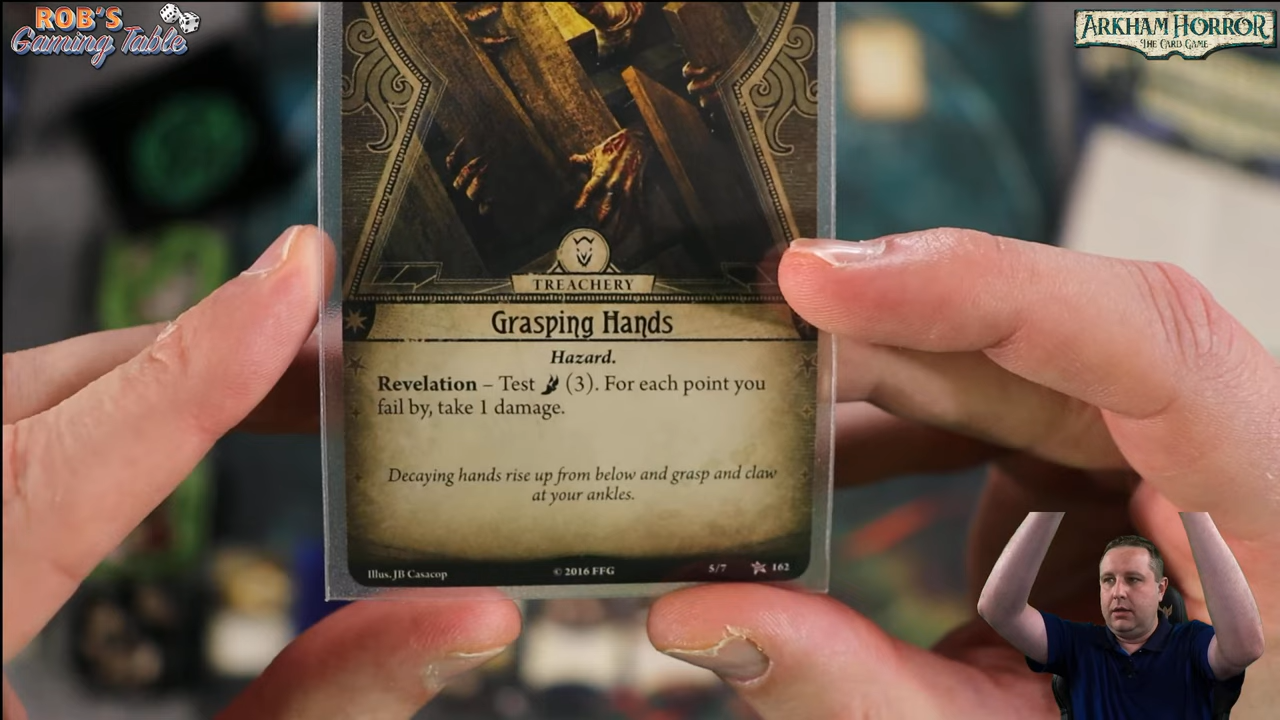 ROB'S
Gaming Table
ARKHAM HORROR
THE CARD GAME
TREACHERY
Grasping Hands
Hazard.
Revelation – Test (3). For each point you
fail by, take 1 damage.
Decaying hands rise up from below and grasp and claw
at your ankles.
Illus. JB Casacop © 2016 FFG 5/7 162